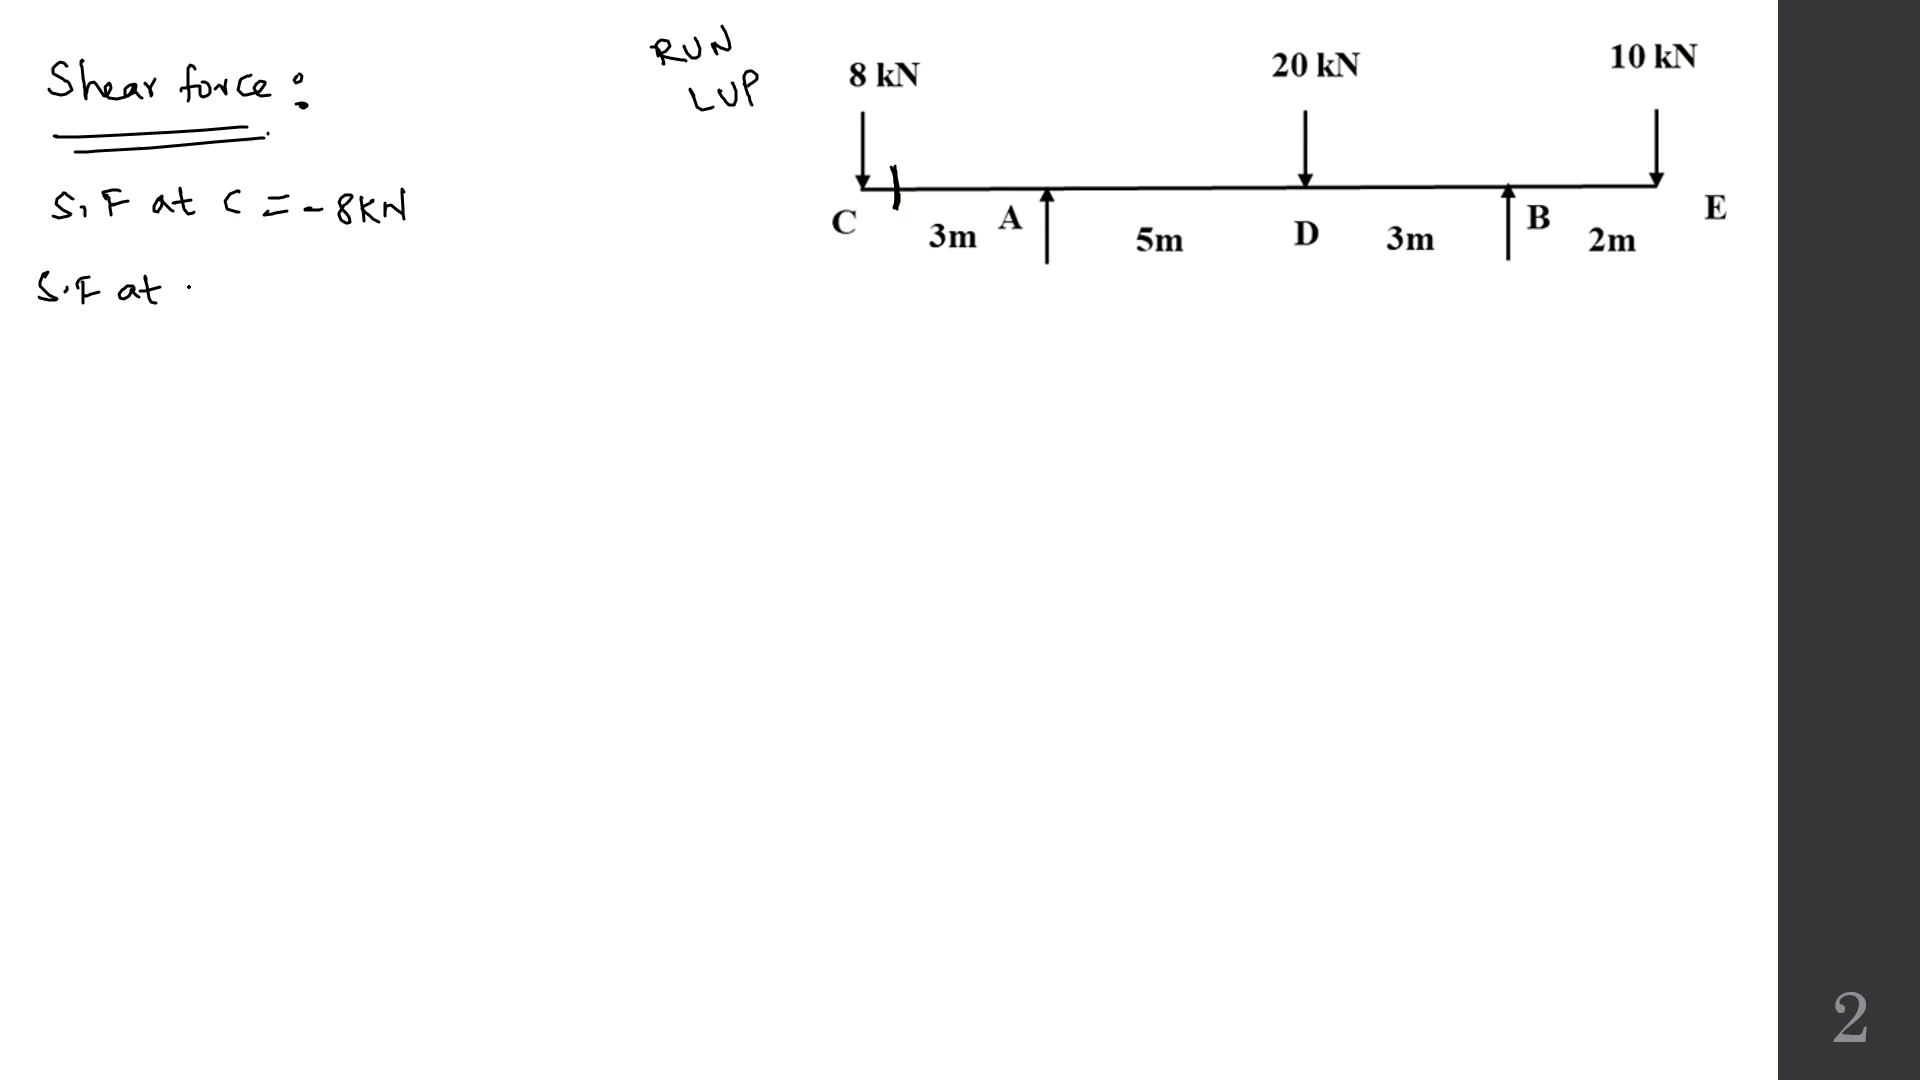 Shear force :
S.F at C = - 8KN
S.F at .
RUN
LUP
8 kN
20 kN
10 kN
C
3m
A
5m
D
3m
B
2m
E
2